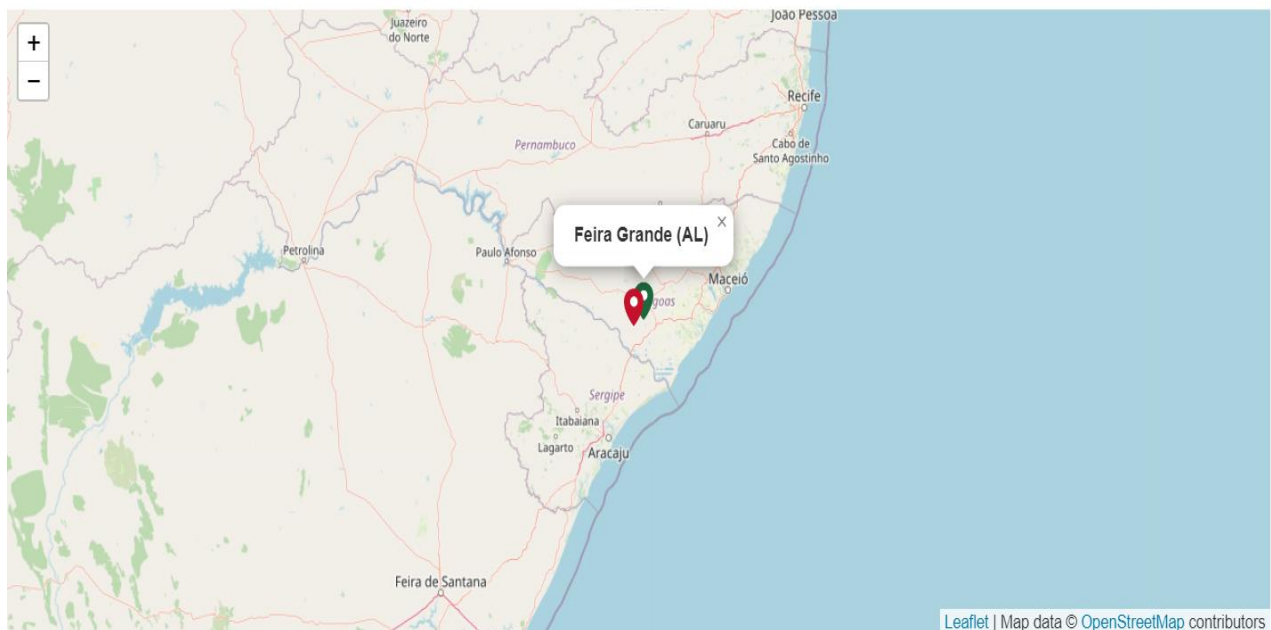 João Pessoa
+
−
Juazeiro
do Norte
Recife
Caruaru
Pernambuco
Cabo de
Santo Agostinho
Feira Grande (AL)
x
Petrolina
Paulo Afonso
Maceió
goas
Sergipe
Itabaiana
Lagarto
Aracaju
Feira de Santana
Leaflet | Map data © OpenStreetMap contributors